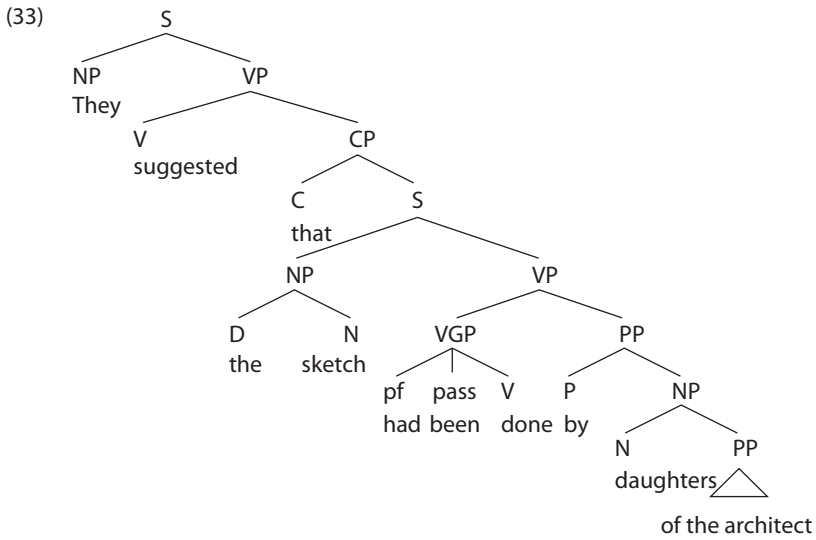 (33) S
NP VP
They
V CP
suggested
C S
that
NP VP
D N VGP PP
the sketch
pf pass V P NP
had been done by
N PP
daughters
of the architect